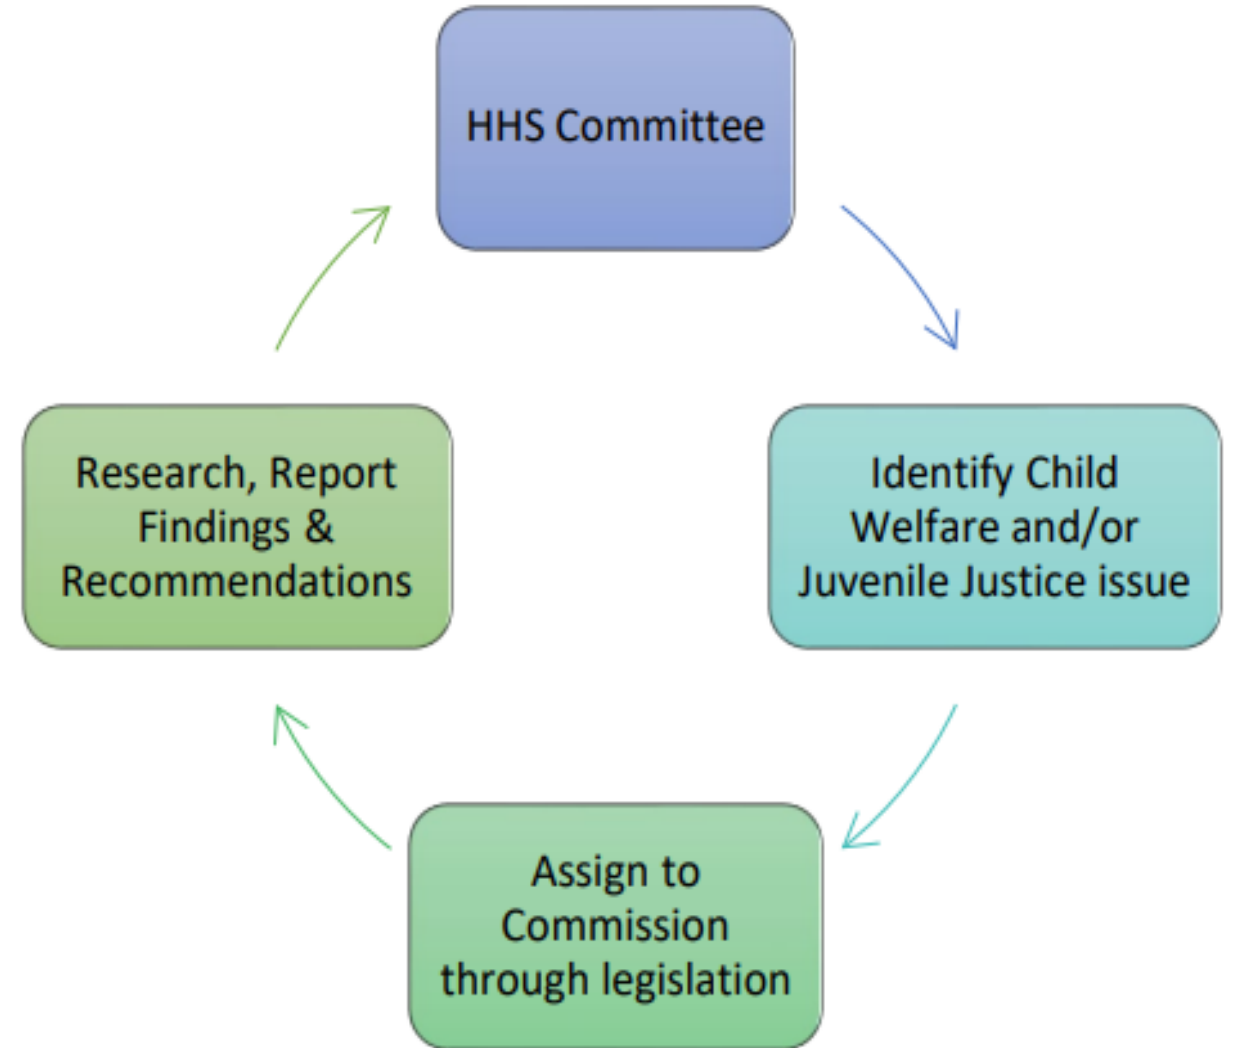 HHS Committee
Identify Child
Welfare and/or
Juvenile Justice issue
Assign to
Commission
through legislation
Research, Report
Findings &
Recommendations